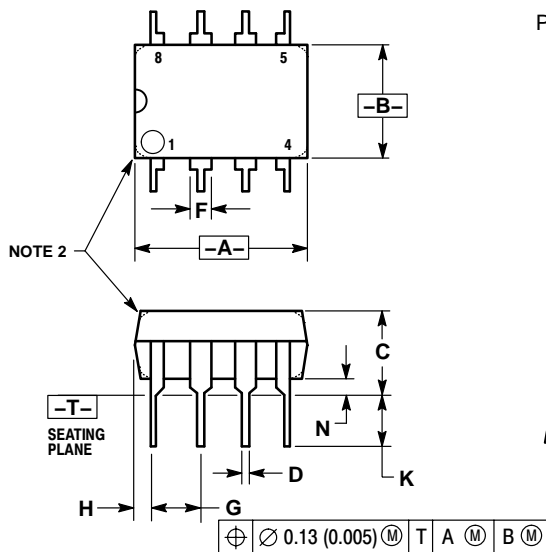 P
8 5
–B–
1 4
F
NOTE 2
–A–
C
–T–
N
SEATING
PLANE
D
K
H
G
⌖ ∅ 0.13 (0.005) Ⓜ T A Ⓜ B Ⓜ